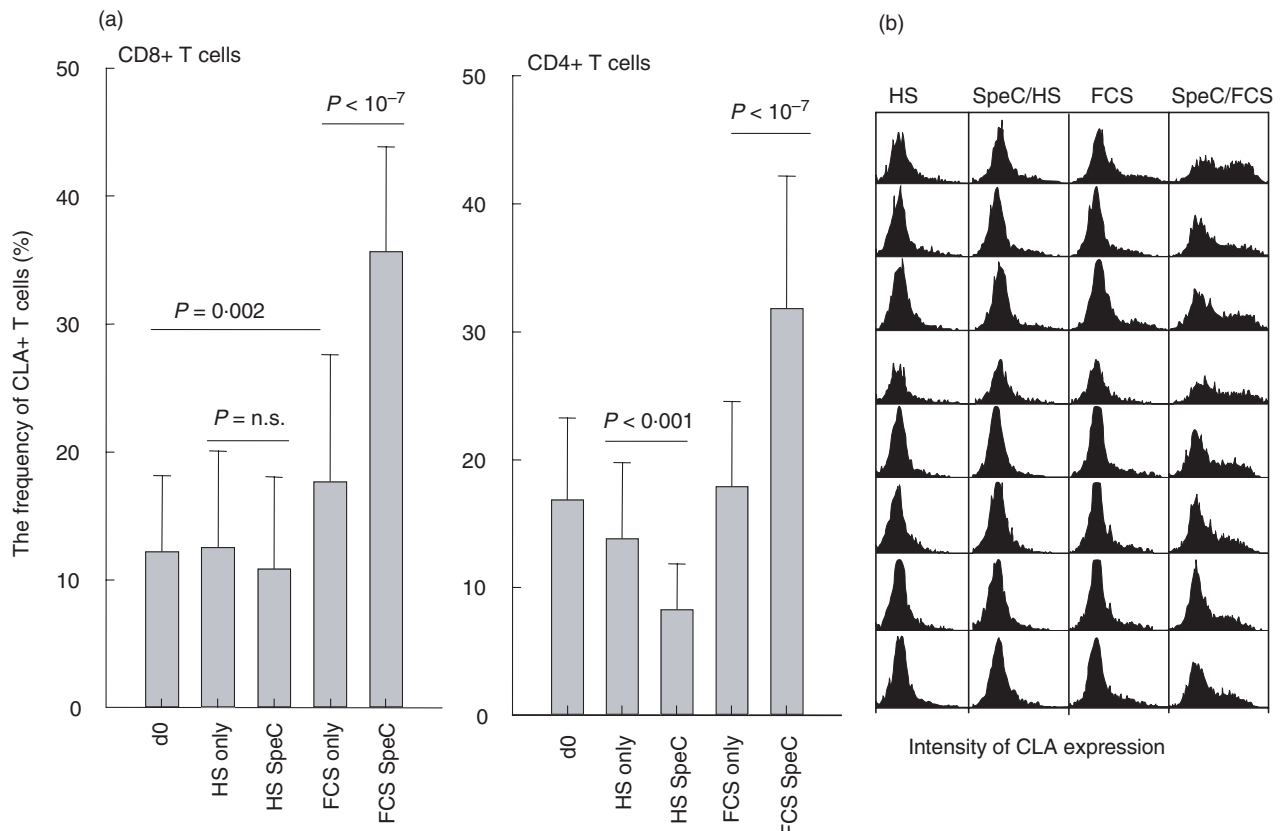 (a)
CD8+ T cells
The frequency of CLA+ T cells (%)
50
40
30
20
10
0
P < 10–7
P = 0·002
P = n.s.
d0
HS only
HS SpeC
FCS only
FCS SpeC
CD4+ T cells
50
40
30
20
10
0
P < 10–7
P < 0·001
d0
HS only
HS SpeC
FCS only
FCS SpeC
(b)
HS SpeC/HS FCS SpeC/FCS
Intensity of CLA expression